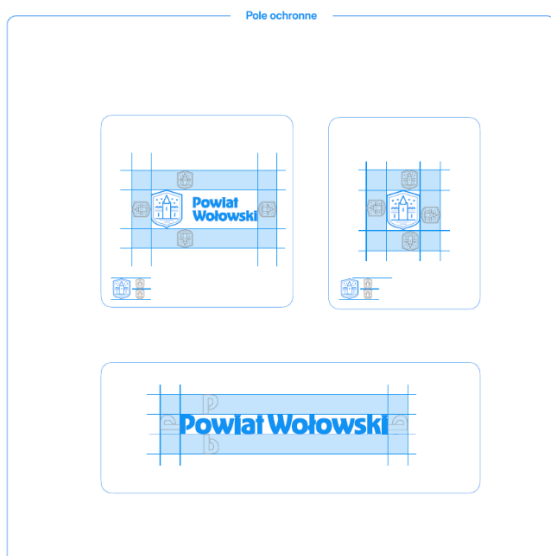 Pole ochronne
Powiat
Wołowski
Powiat Wołowski
P
P
P
P